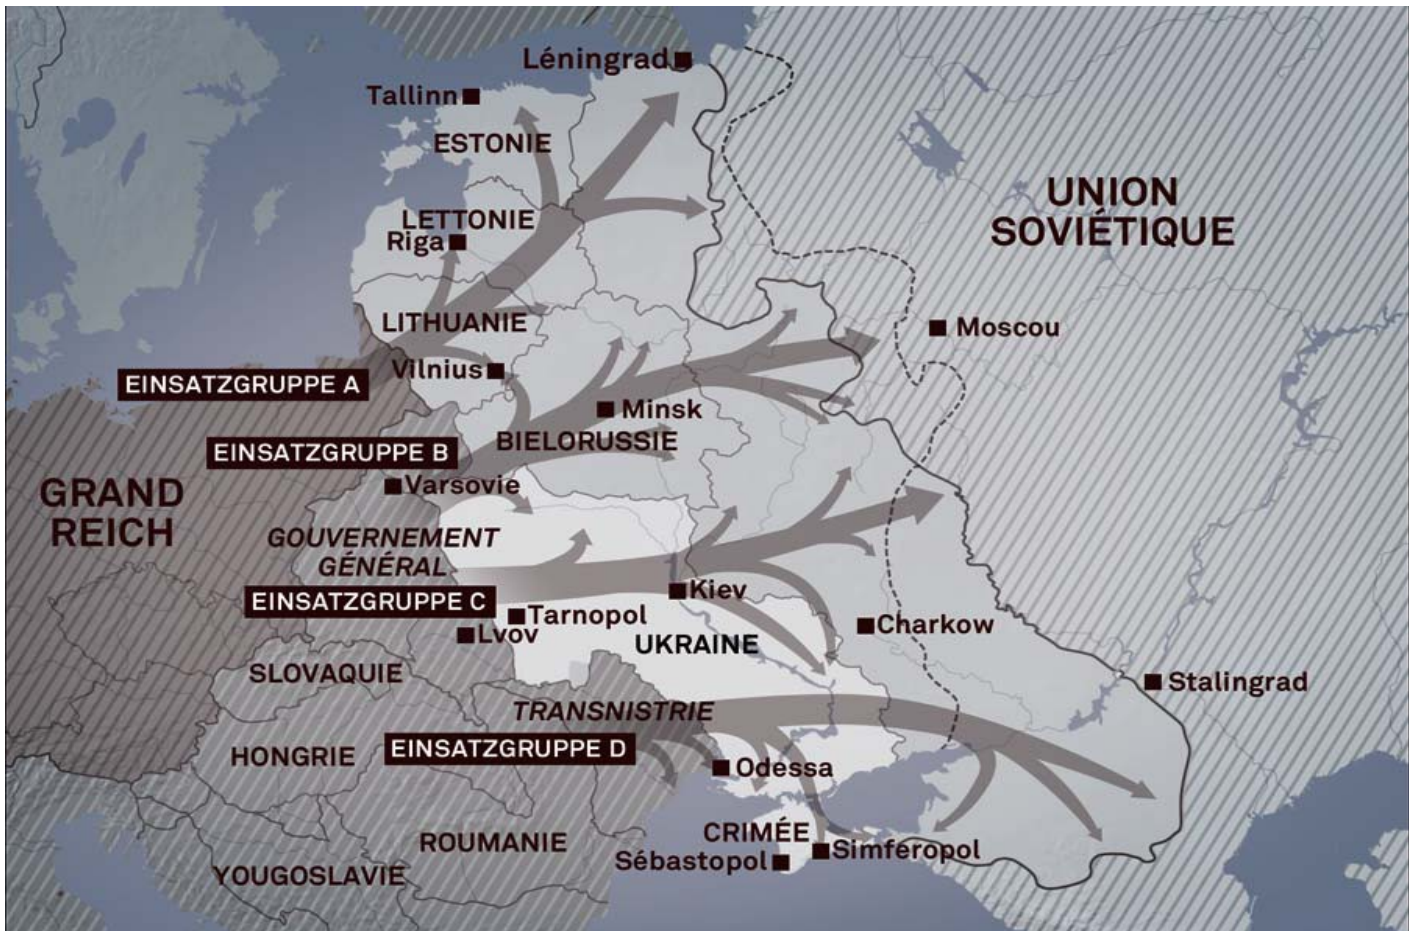 Léningrad
Tallinn
ESTONIE
UNION
SOVIÉTIQUE
LETTONIE
Riga
LITHUANIE
Moscou
Vilnius
EINSATZGRUPPE A
Minsk
BIELORUSSIE
EINSATZGRUPPE B
Varsovie
GRAND
REICH
GOUVERNEMENT
GÉNÉRAL
EINSATZGRUPPE C
Kiev
Tarnopol
Charkow
Lvov
UKRAINE
SLOVAQUIE
Stalingrad
TRANSNISTRIE
EINSATZGRUPPE D
HONGRIE
Odessa
CRIMÉE
ROUMANIE
Simferopol
Sébastopol
YOUGOSLAVIE